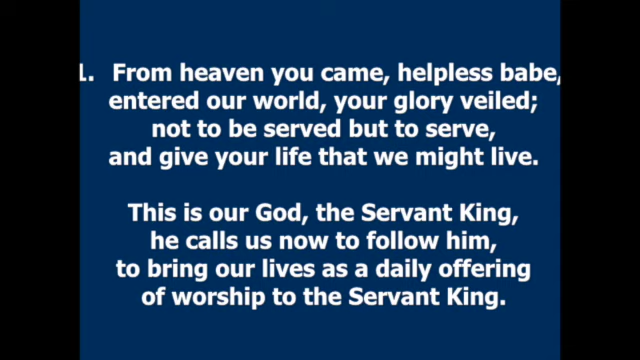 1. From heaven you came, helpless babe,
entered our world, your glory veiled;
not to be served but to serve,
and give your life that we might live.
This is our God, the Servant King,
he calls us now to follow him,
to bring our lives as a daily offering
of worship to the Servant King.